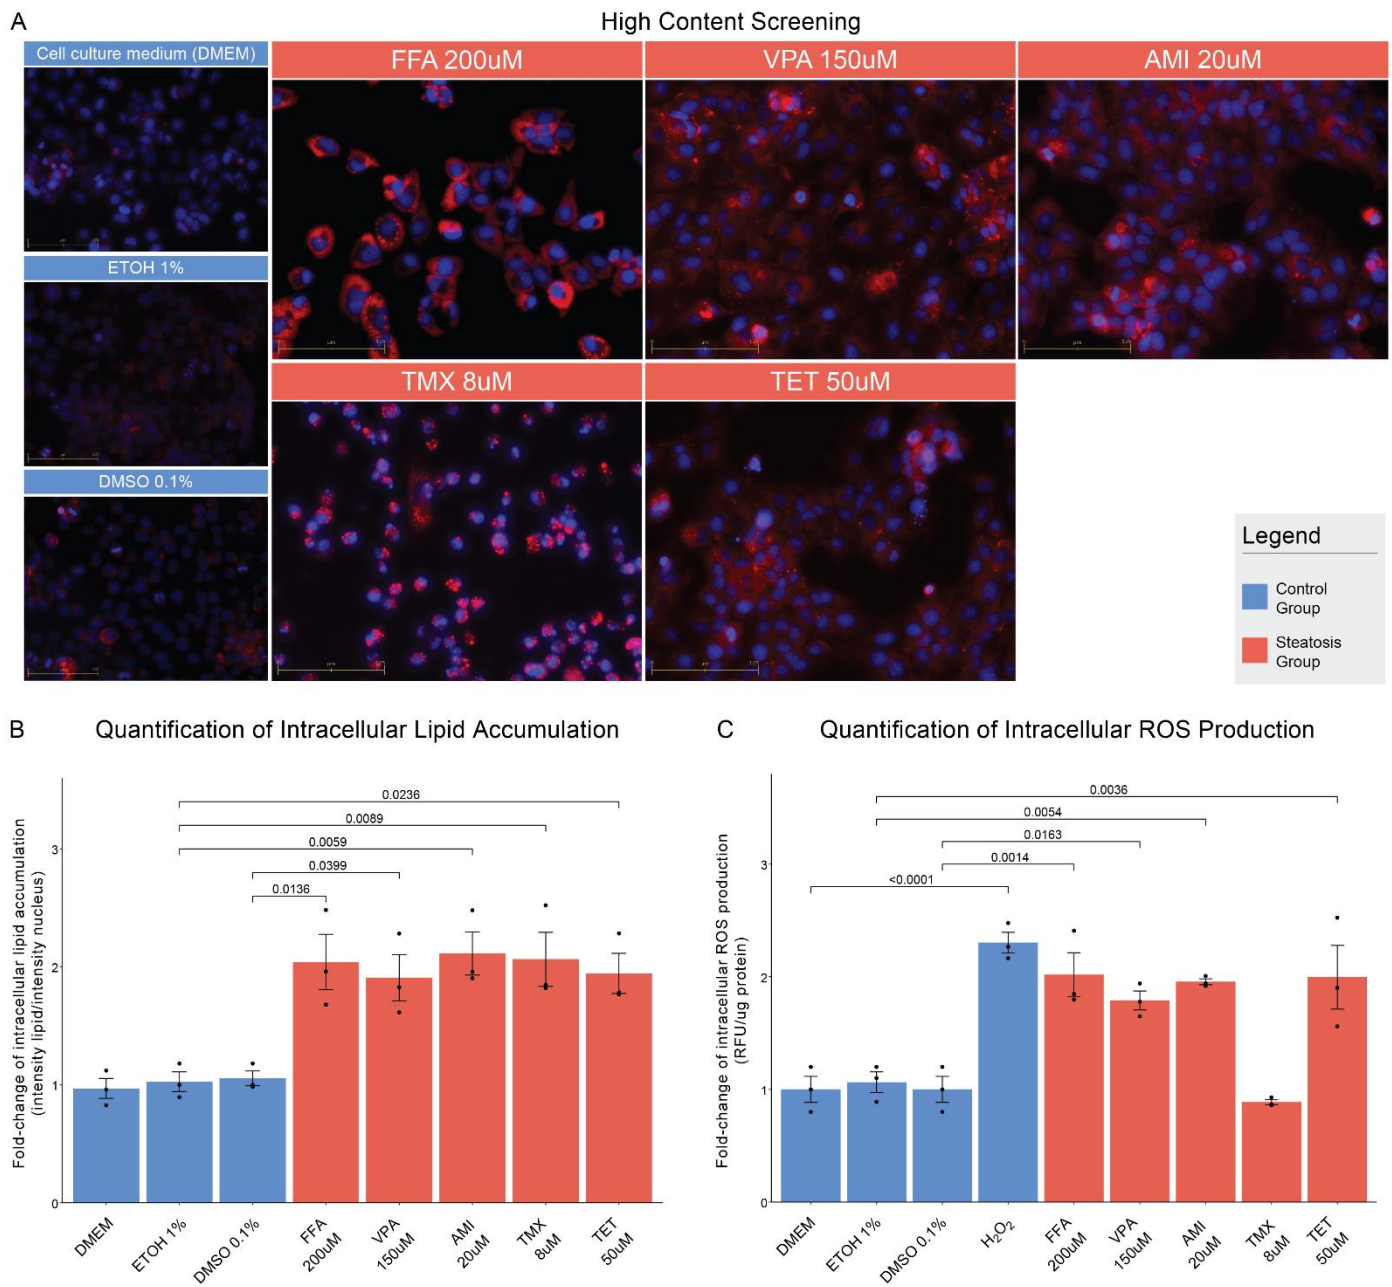 A
High Content Screening
Cell culture medium (DMEM)
FFA 200uM
VPA 150uM
AMI 20uM
ETOH 1%
TMX 8uM
TET 50uM
DMSO 0.1%
Legend
Control
Group
Steatosis
Group
B
Quantification of Intracellular Lipid Accumulation
Fold-change of intracellular lipid accumulation
(intensity lipid/intensity nucleus)
0.0236
0.0089
0.0059
0.0399
0.0136
3
2
1
0
DMEM
ETOH 1%
DMSO 0.1%
FFA
200uM
VPA
150uM
AMI
20uM
TMX
8uM
TET
50uM
C
Quantification of Intracellular ROS Production
Fold-change of intracellular ROS production
(RFU/ug protein)
0.0036
0.0054
0.0163
0.0014
<0.0001
3
2
1
0
DMEM
ETOH 1%
DMSO 0.1%
H₂O₂
FFA
200uM
VPA
150uM
AMI
20uM
TMX
8uM
TET
50uM